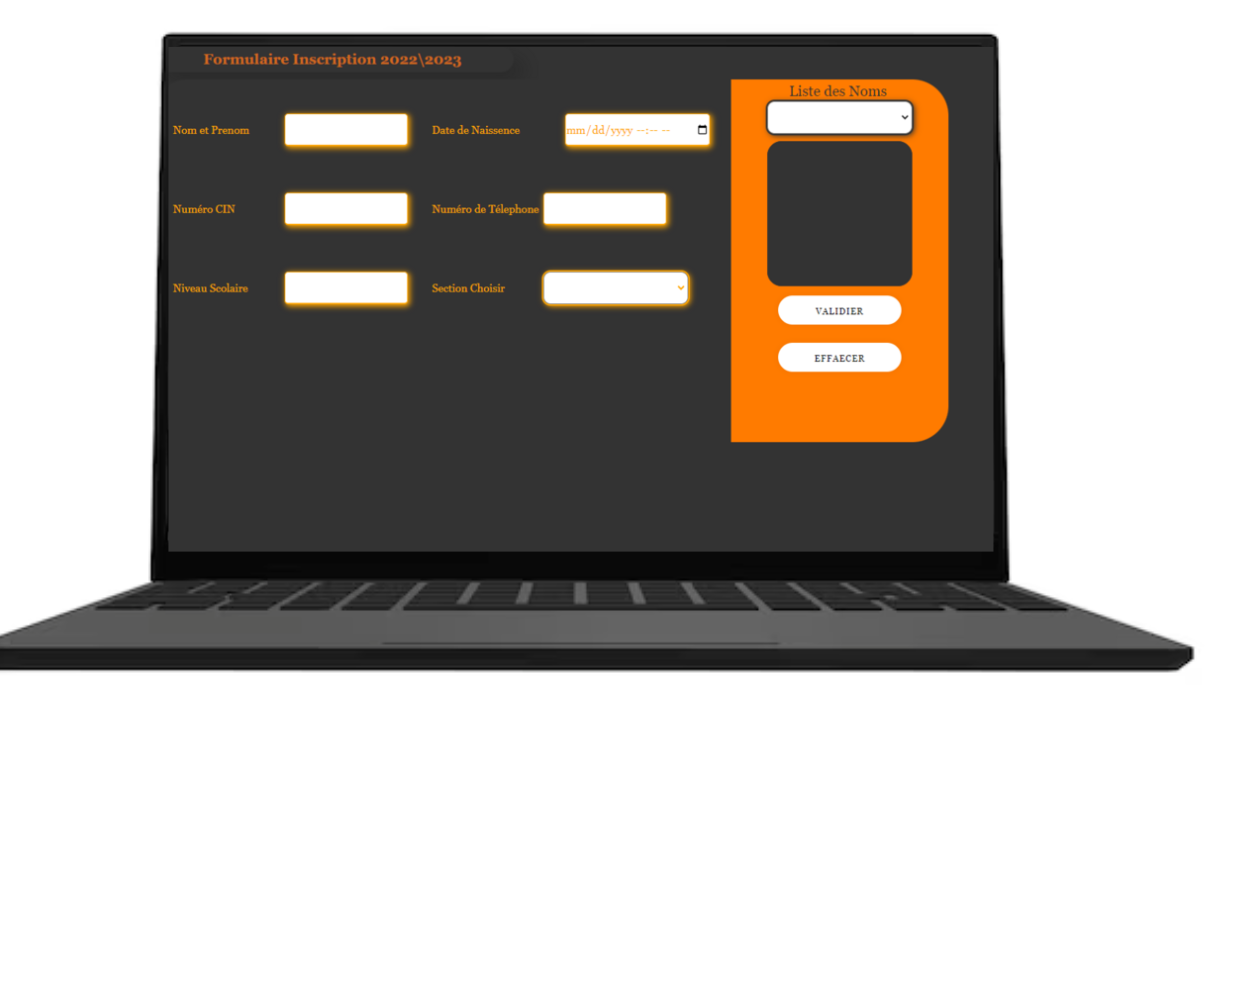 Formulaire Inscription 2022\2023
Liste des Noms
Nom et Prenom
Date de Naissence
mm/dd/yyyy --:-- --
Numéro CIN
Numéro de Télephone
Niveau Scolaire
Section Choisir
VALIDIER
EFFAECER